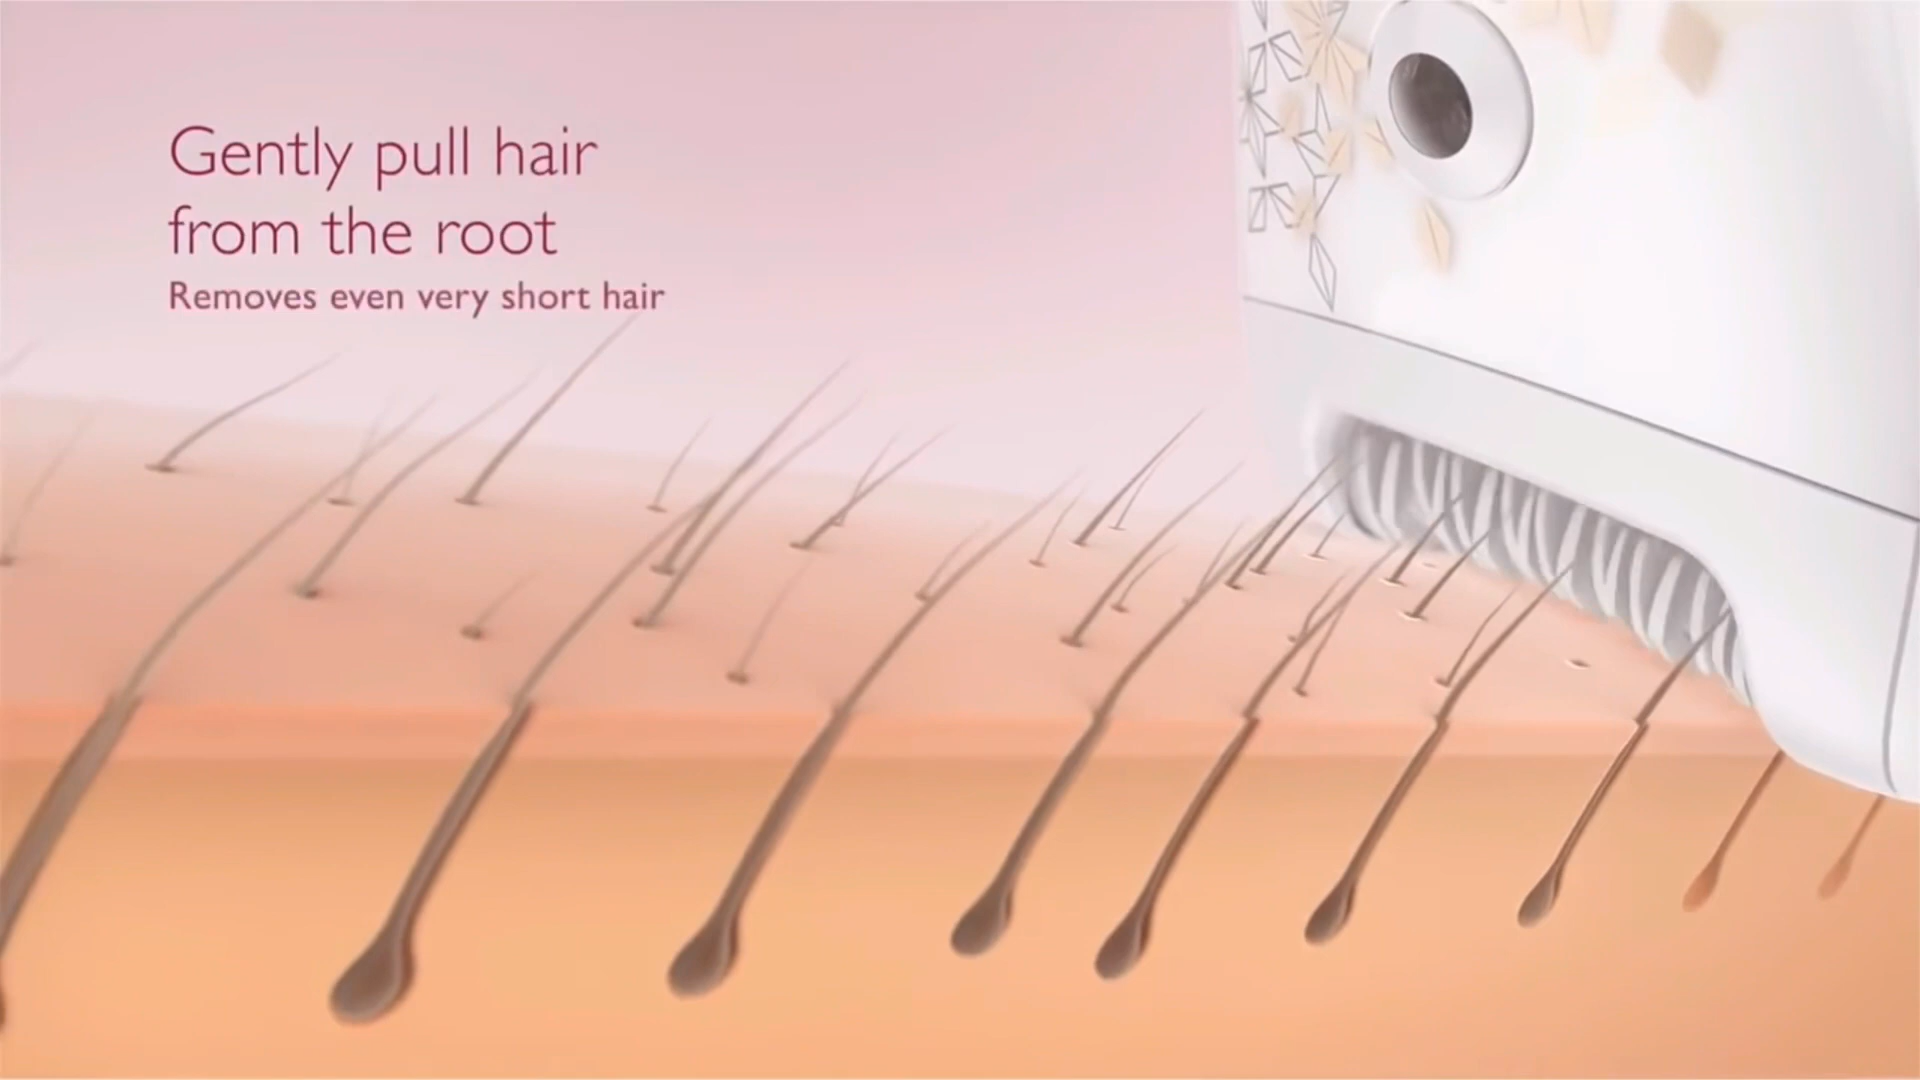 Gently pull hair
from the root
Removes even very short hair